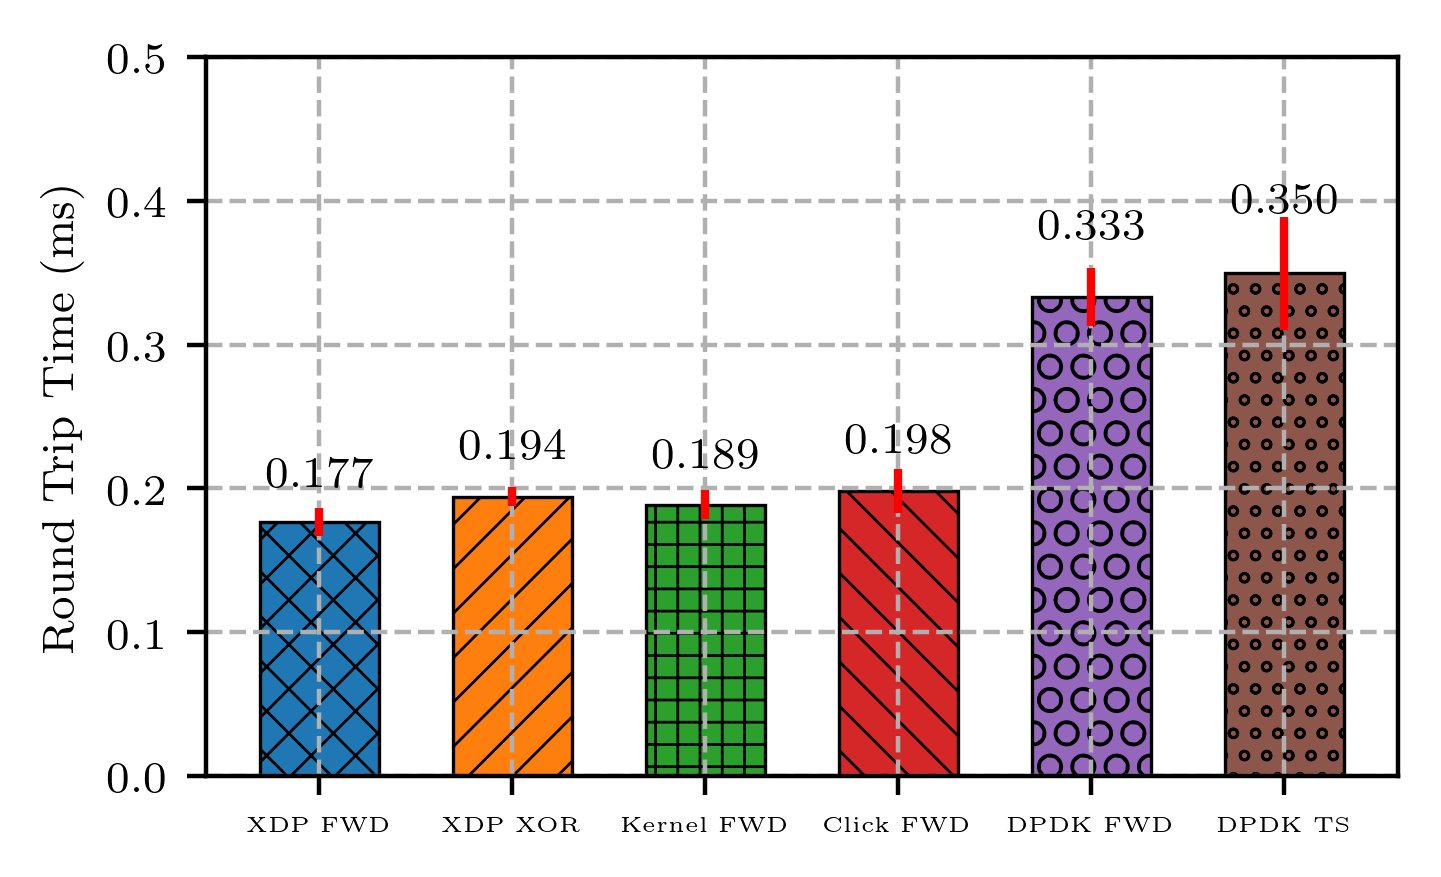 0.5
0.4
0.3
0.2
0.1
0.0
Round Trip Time (ms)
0.177
0.194
0.189
0.198
0.333
0.350
XDP FWD
XDP XOR
Kernel FWD
Click FWD
DPDK FWD
DPDK TS